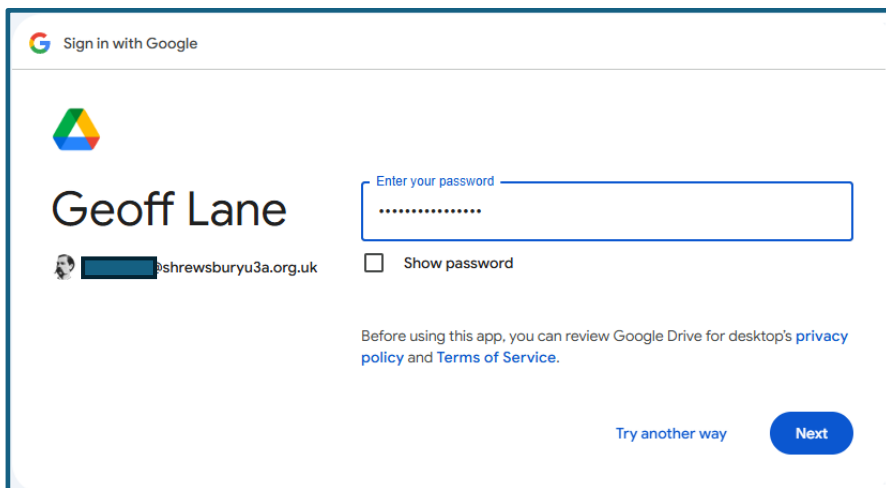 Sign in with Google
Geoff Lane
@shrewsburyu3a.org.uk
Enter your password
••••••••••••••••
Show password
Before using this app, you can review Google Drive for desktop's privacy
policy and Terms of Service.
Try another way
Next